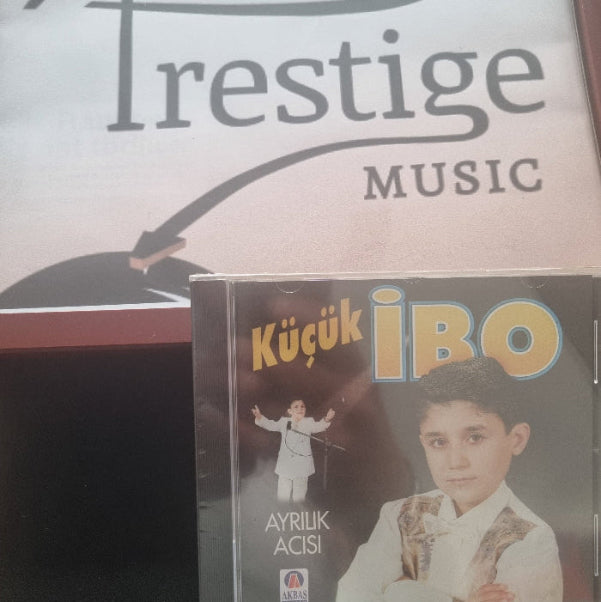 Prestige
MUSIC
Küçük İBO
AYRILIK
ACISI
AKBAŞ